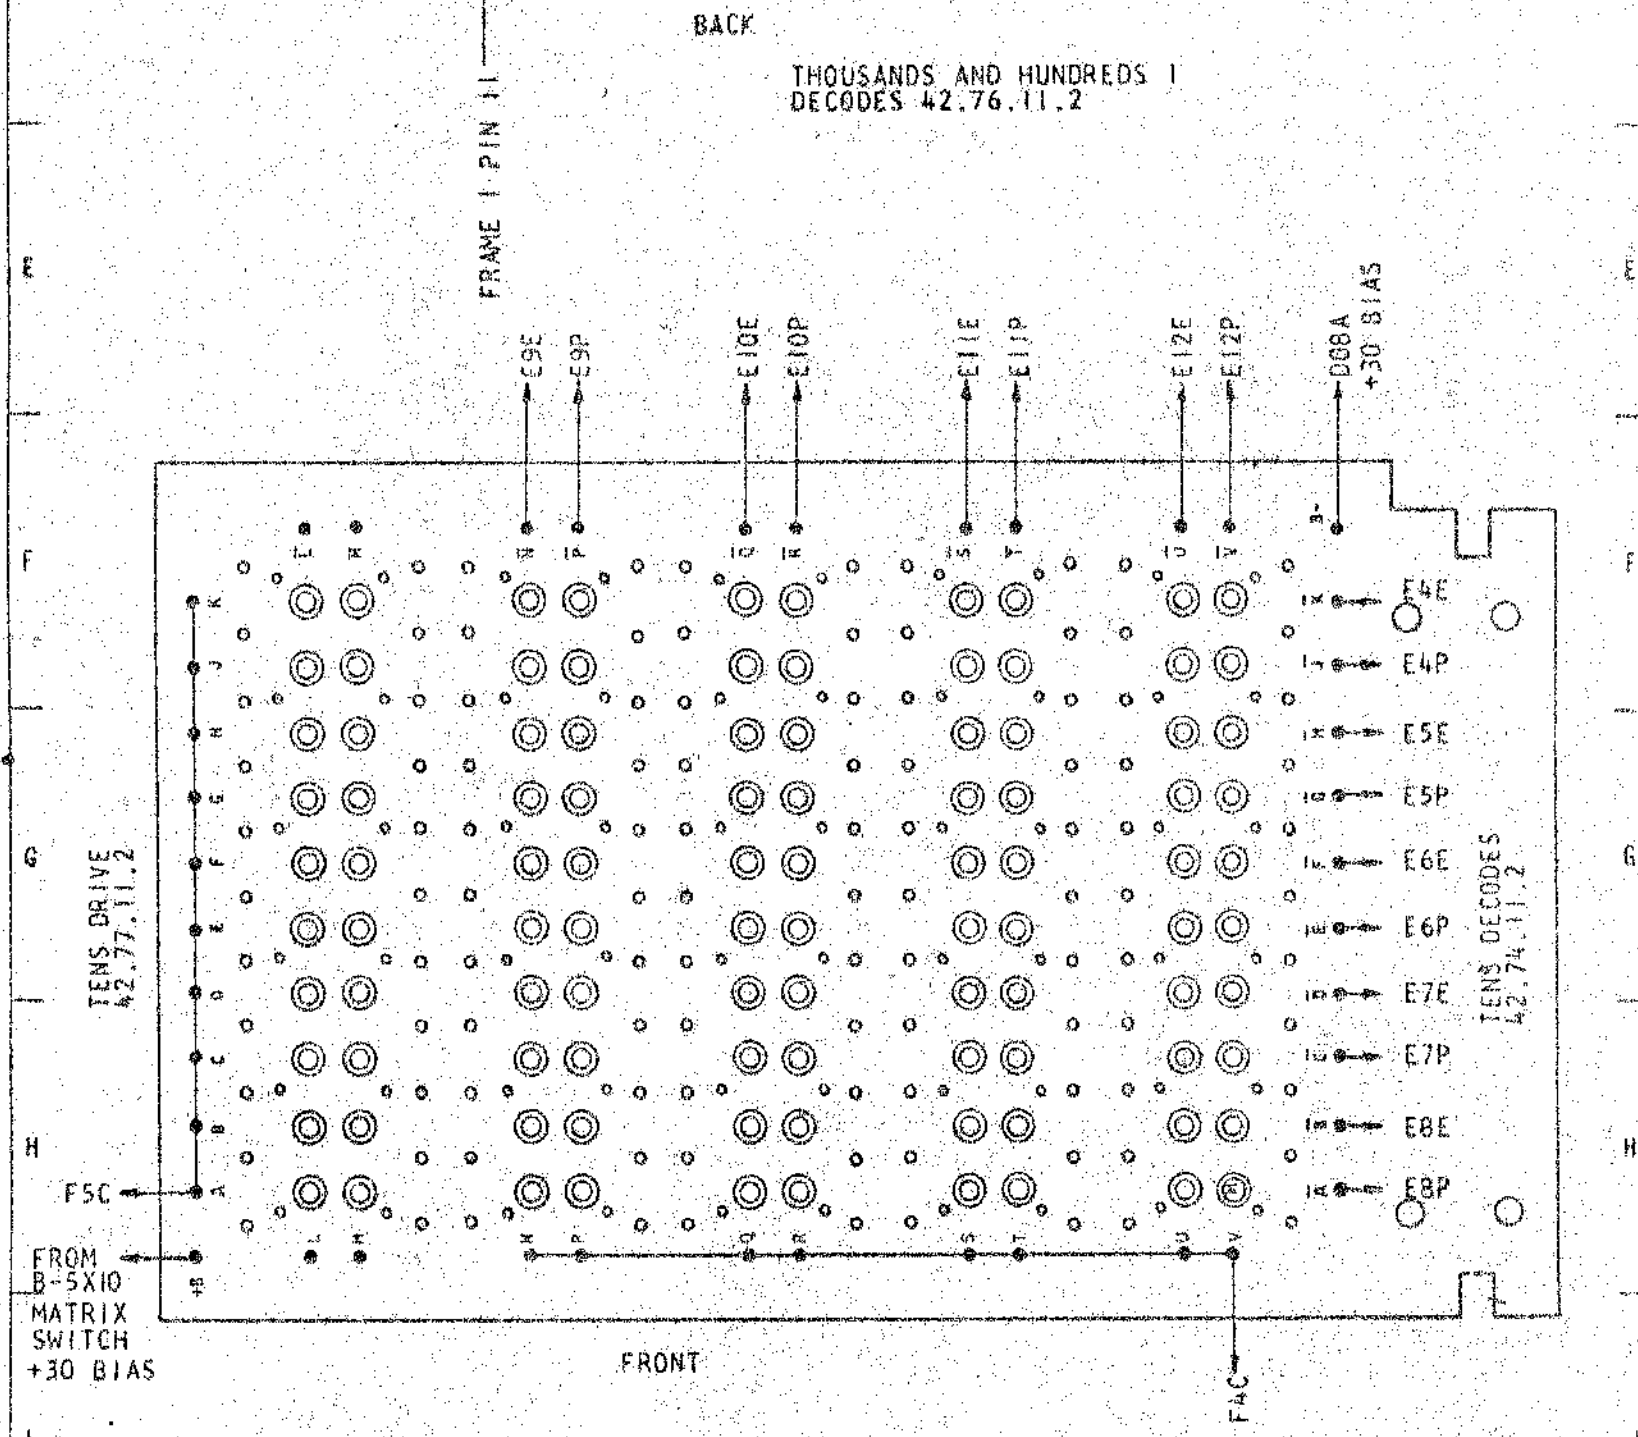 BACK
THOUSANDS AND HUNDREDS 1
DECODES 42.76.11.2
FRAME 1 PIN 11
E
E
E9E
E9P
E10E
E10P
E11E
E11P
E12E
E12P
D08A
+30 BIAS
F
F
L
M
N
P
Q
R
S
T
U
V
B-
K
K
E4E
J
J
E4P
H
H
E5E
G
G
E5P
G
G
TENS DRIVE
42.77.11.2
F
F
E6E
TENS DECODES
42.74.11.2
E
E
E6P
D
D
E7E
C
C
E7P
H
H
B
B
E8E
F5C
A
A
E8P
L
M
N
P
Q
R
S
T
U
V
FROM
B-5X10
MATRIX
SWITCH
+30 BIAS
+B
FRONT
F4C